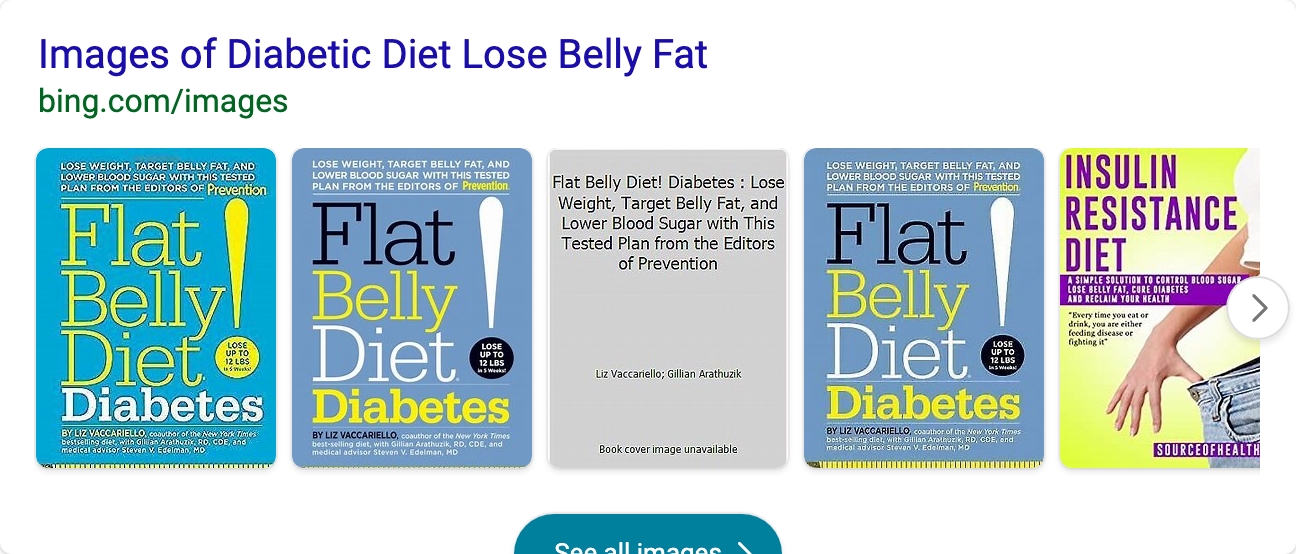 Images of Diabetic Diet Lose Belly Fat
bing.com/images
LOSE WEIGHT, TARGET BELLY FAT, AND
LOWER BLOOD SUGAR WITH THIS TESTED
PLAN FROM THE EDITORS OF Prevention
Flat
Belly
Diet
!
Diabetes
LOSE
UP TO
12 LBS
in 5 Weeks!
BY LIZ VACCARIELLO, coauthor of the New York Times
bestselling diet, with Gillian Arathuzik, RD, CDE, and
medical advisor Steven V. Edelman, MD
LOSE WEIGHT, TARGET BELLY FAT, AND
LOWER BLOOD SUGAR WITH THIS TESTED
PLAN FROM THE EDITORS OF Prevention.
Flat
Belly
Diet
!
Diabetes
LOSE
UP TO
12 LBS
in 5 Weeks!
BY LIZ VACCARIELLO, coauthor of the New York Times
best-selling diet, with Gillian Arathuzik, RD, CDE, and
medical advisor Steven V. Edelman, MD
Flat Belly Diet! Diabetes : Lose
Weight, Target Belly Fat, and
Lower Blood Sugar with This
Tested Plan from the Editors
of Prevention
Liz Vaccariello; Gillian Arathuzik
Book cover image unavailable
LOSE WEIGHT, TARGET BELLY FAT, AND
LOWER BLOOD SUGAR WITH THIS TESTED
PLAN FROM THE EDITORS OF Prevention.
Flat
Belly
Diet
!
Diabetes
LOSE
UP TO
12 LBS
in 5 Weeks!
BY LIZ VACCARIELLO, coauthor of the New York Times
best-selling diet, with Gillian Arathuzik, RD, CDE, and
medical advisor Steven V. Edelman, MD
INSULIN
RESISTANCE
DIET
A SIMPLE SOLUTION TO CONTROL BLOOD SUGAR,
LOSE BELLY FAT, CURE DIABETES
AND RECLAIM YOUR HEALTH
"Every time you eat or
drink, you are either
feeding disease or
fighting it"
SOURCEOFHEALTH
See all images